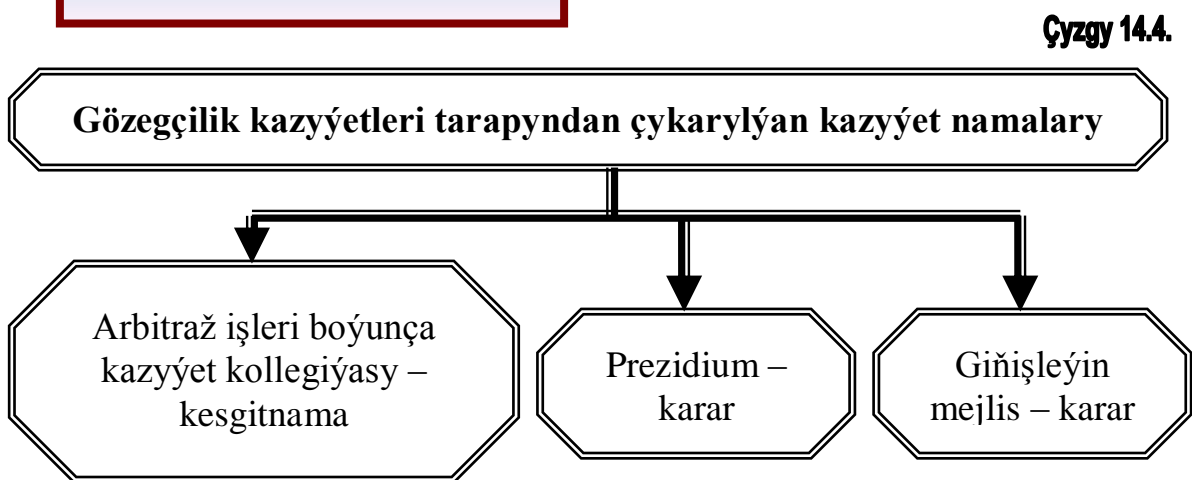 Çyzgy 14.4.
Gözegçilik kazyýetleri tarapyndan çykarylýan kazyýet namalary
Arbitraž işleri boýunça
kazyýet kollegiýasy –
kesgitnama
Prezidium –
karar
Giňişleýin
mejlis – karar